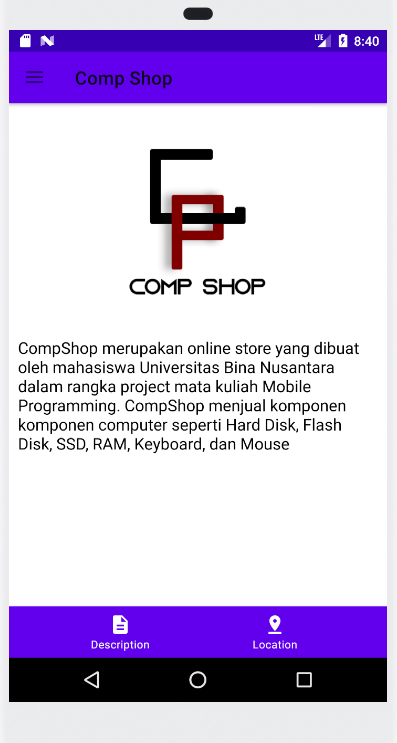 LTE 8:40
Comp Shop
CP
COMP SHOP
CompShop merupakan online store yang dibuat
oleh mahasiswa Universitas Bina Nusantara
dalam rangka project mata kuliah Mobile
Programming. CompShop menjual komponen
komponen computer seperti Hard Disk, Flash
Disk, SSD, RAM, Keyboard, dan Mouse
Description Location